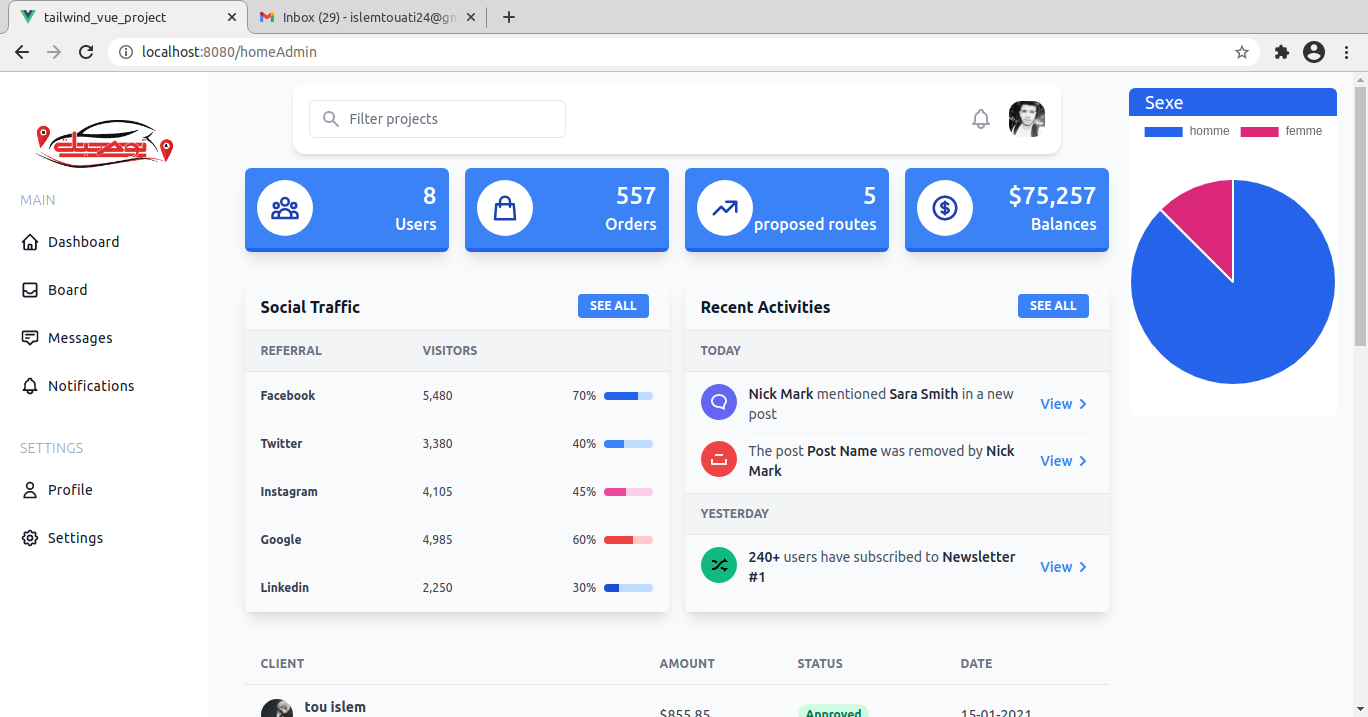 tailwind_vue_project
Inbox (29) - islemtouati24@gm
localhost:8080/homeAdmin
توصيلك
MAIN
Dashboard
Board
Messages
Notifications
SETTINGS
Profile
Settings
Filter projects
8
Users
557
Orders
5
proposed routes
$75,257
Balances
Social Traffic
SEE ALL
REFERRAL VISITORS
Facebook 5,480 70%
Twitter 3,380 40%
Instagram 4,105 45%
Google 4,985 60%
Linkedin 2,250 30%
Recent Activities
SEE ALL
TODAY
Nick Mark mentioned Sara Smith in a new
post
View
The post Post Name was removed by Nick
Mark
View
YESTERDAY
240+ users have subscribed to Newsletter
#1
View
Sexe
homme femme
CLIENT AMOUNT STATUS DATE
tou islem
$855.85 Approved 15-01-2021